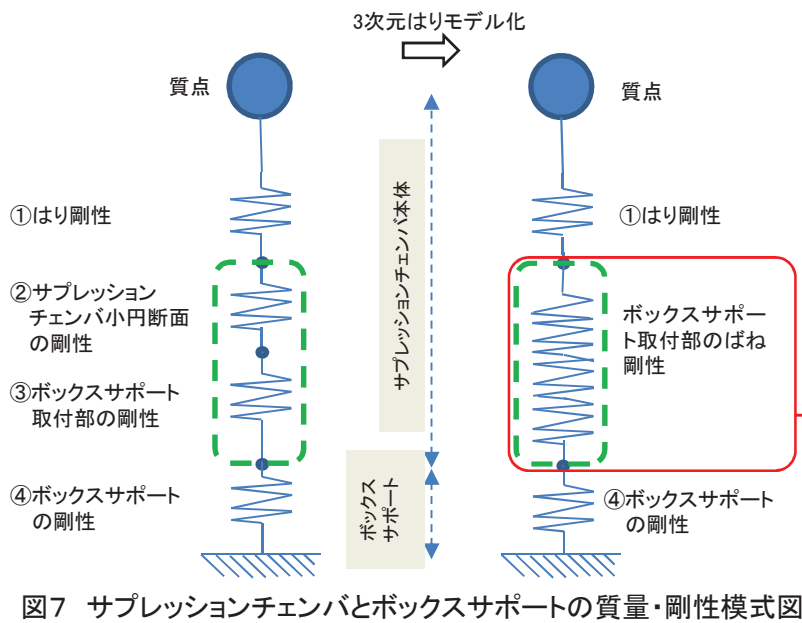 3次元はりモデル化
質点
①はり剛性
②サプレッション
チェンバ小円断面
の剛性
③ボックスサポート
取付部の剛性
④ボックスサポート
の剛性
サプレッションチェンバ本体
ボックス
サポート
質点
①はり剛性
ボックスサポー
ト取付部のばね
剛性
④ボックスサポート
の剛性
図7 サプレッションチェンバとボックスサポートの質量・剛性模式図